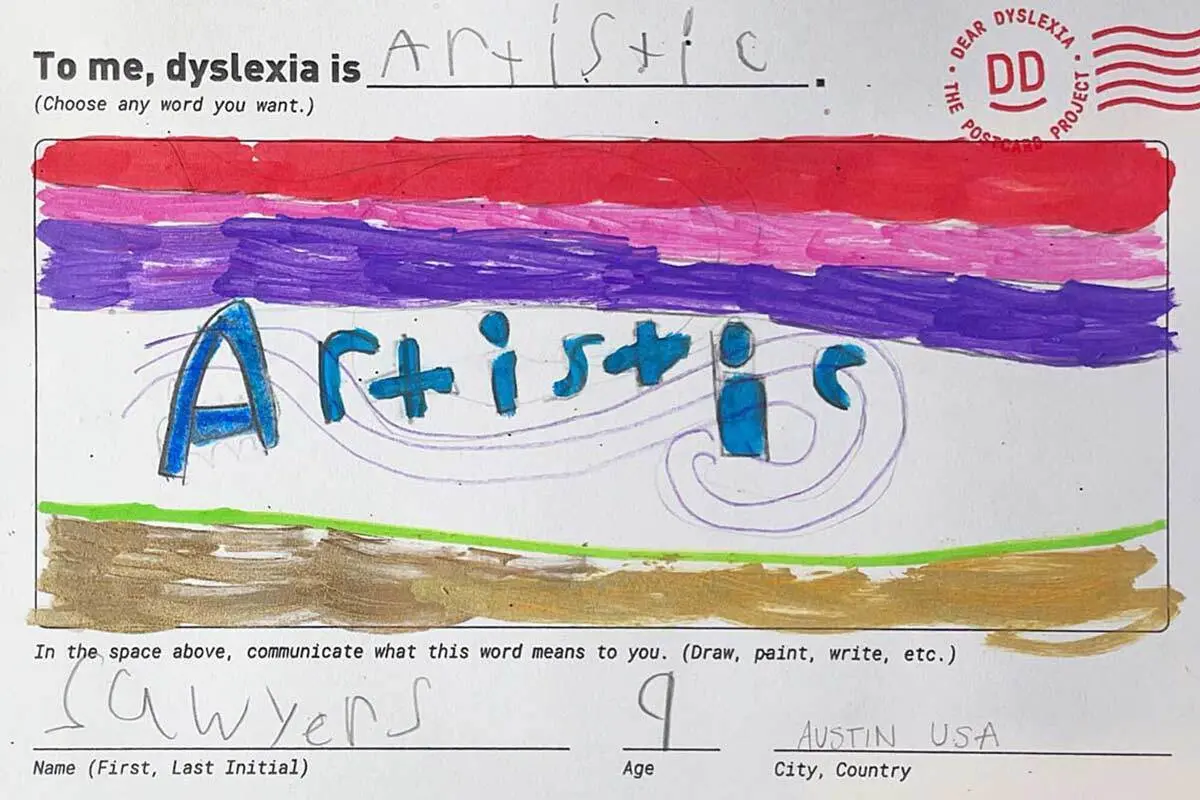 To me, dyslexia is Artistic.
(Choose any word you want.)
DEAR DYSLEXIA
THE POSTCARD PROJECT
DD
Artistic
In the space above, communicate what this word means to you. (Draw, paint, write, etc.)
Sawyer S 9 AUSTIN USA
Name (First, Last Initial) Age City, Country